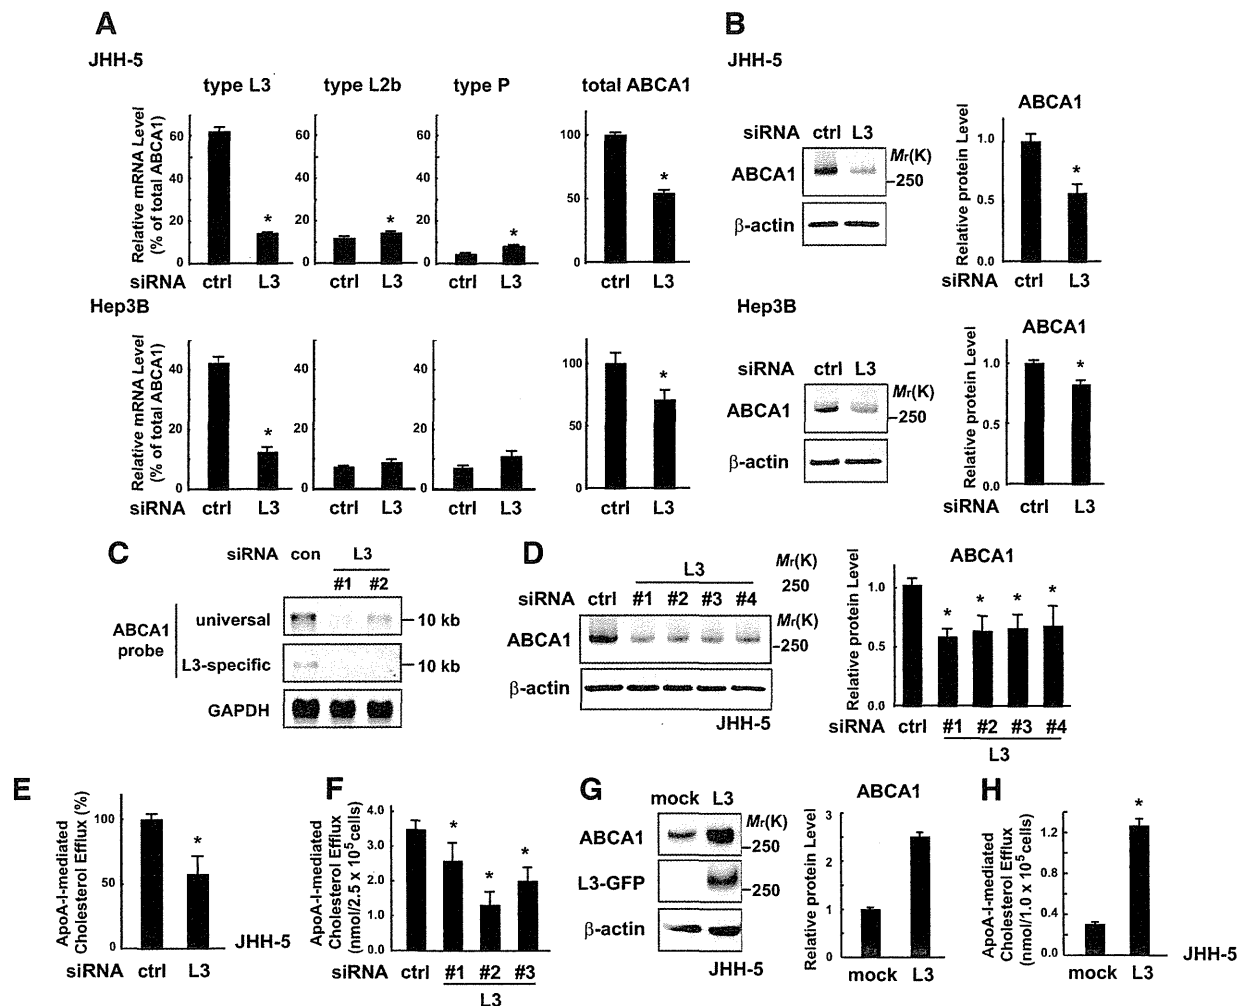 A
JHH-5
type L3
type L2b
type P
total ABCA1
Relative mRNA Level
(% of total ABCA1)
60
40
20
0
60
40
20
0
60
40
20
0
100
50
0
*
*
*
*
siRNA ctrl L3 ctrl L3 ctrl L3 ctrl L3
Hep3B
Relative mRNA Level
(% of total ABCA1)
40
20
0
40
20
0
40
20
0
100
50
0
*
*
siRNA ctrl L3 ctrl L3 ctrl L3 ctrl L3
B
JHH-5
siRNA ctrl L3
Mr(K)
ABCA1
–250
β-actin
ABCA1
Relative protein Level
1.0
0.5
0.0
*
siRNA ctrl L3
Hep3B
siRNA ctrl L3
Mr(K)
ABCA1
–250
β-actin
ABCA1
Relative protein Level
1.0
0.5
0.0
*
siRNA ctrl L3
C
siRNA con L3
#1 #2
ABCA1
probe
universal
10 kb
L3-specific
10 kb
GAPDH
D
L3
Mr(K)
250
siRNA ctrl #1 #2 #3 #4
Mr(K)
ABCA1
–250
β-actin
JHH-5
ABCA1
Relative protein Level
1.0
0.5
0.0
* * * *
siRNA ctrl #1 #2 #3 #4
L3
E
ApoA-I-mediated
Cholesterol Efflux (%)
100
50
0
*
siRNA ctrl L3
JHH-5
F
ApoA-I-mediated
Cholesterol Efflux
(nmol/2.5 x 10⁵ cells)
4.0
3.0
2.0
1.0
0.0
* * *
siRNA ctrl #1 #2 #3
L3
G
mock L3
Mr(K)
ABCA1
–250
L3-GFP
–250
β-actin
JHH-5
ABCA1
Relative protein Level
3
2
1
0
mock L3
H
ApoA-I-mediated
Cholesterol Efflux
(nmol/1.0 x 10⁵ cells)
1.2
0.8
0.4
0.0
*
mock L3
JHH-5